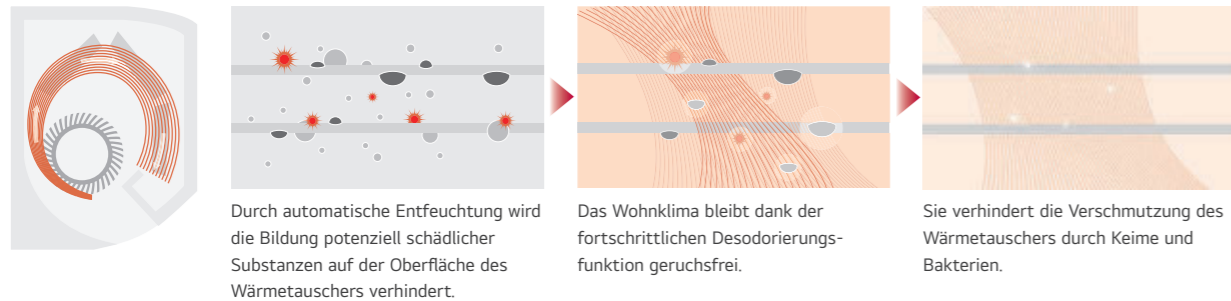 Durch automatische Entfeuchtung wird
die Bildung potenziell schädlicher
Substanzen auf der Oberfläche des
Wärmetauschers verhindert.
Das Wohnklima bleibt dank der
fortschrittlichen Desodorierungs-
funktion geruchsfrei.
Sie verhindert die Verschmutzung des
Wärmetauschers durch Keime und
Bakterien.